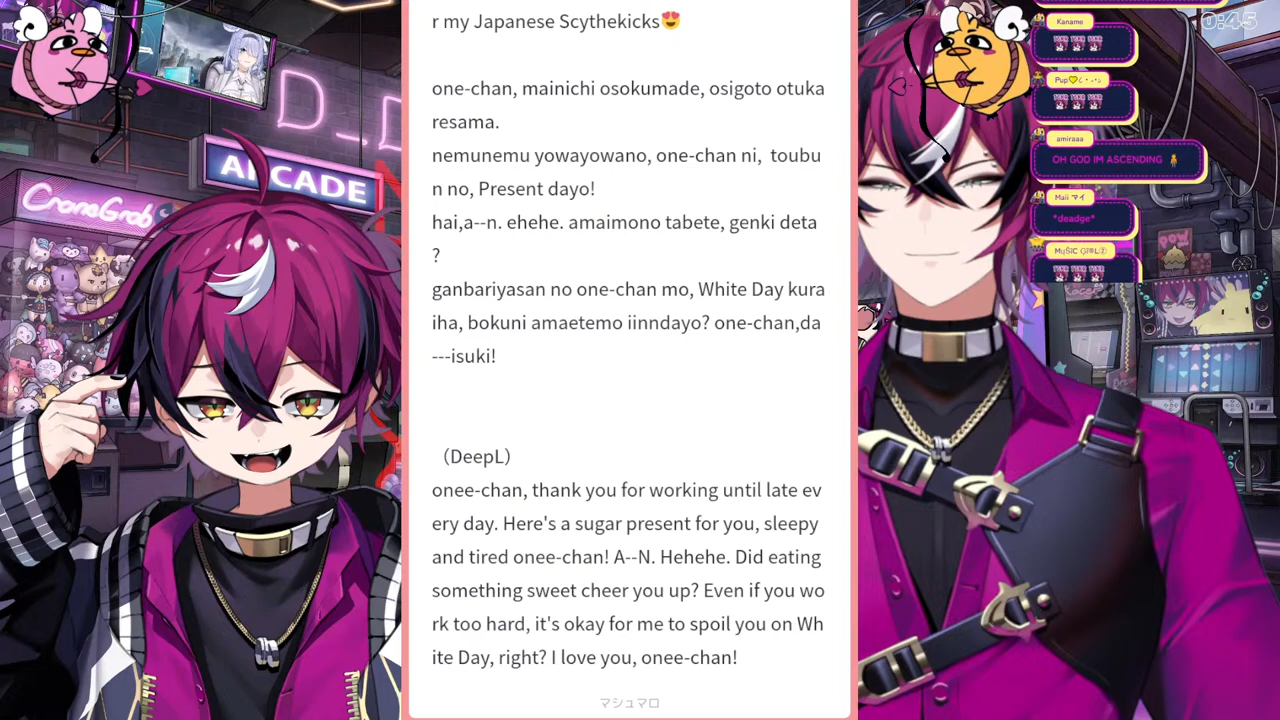 r my Japanese Scythekicks😍
one-chan, mainichi osokumade, osigoto otuka
resama.
nemunemu yowayowano, one-chan ni,  toubu
n no, Present dayo!
hai,a--n. ehehe. amaimono tabete, genki deta
?
ganbariyasan no one-chan mo, White Day kura
iha, bokuni amaetemo iinndayo? one-chan,da
---isuki!
（DeepL）
onee-chan, thank you for working until late ev
ery day. Here's a sugar present for you, sleepy
and tired onee-chan! A--N. Hehehe. Did eating
something sweet cheer you up? Even if you wo
rk too hard, it's okay for me to spoil you on Wh
ite Day, right? I love you, onee-chan!
マシュマロ
ARCADE
CraneGrab
0:45
Kaname
amiraaa
OH GOD IM ASCENDING
Maii マイ
*deadge*
POW